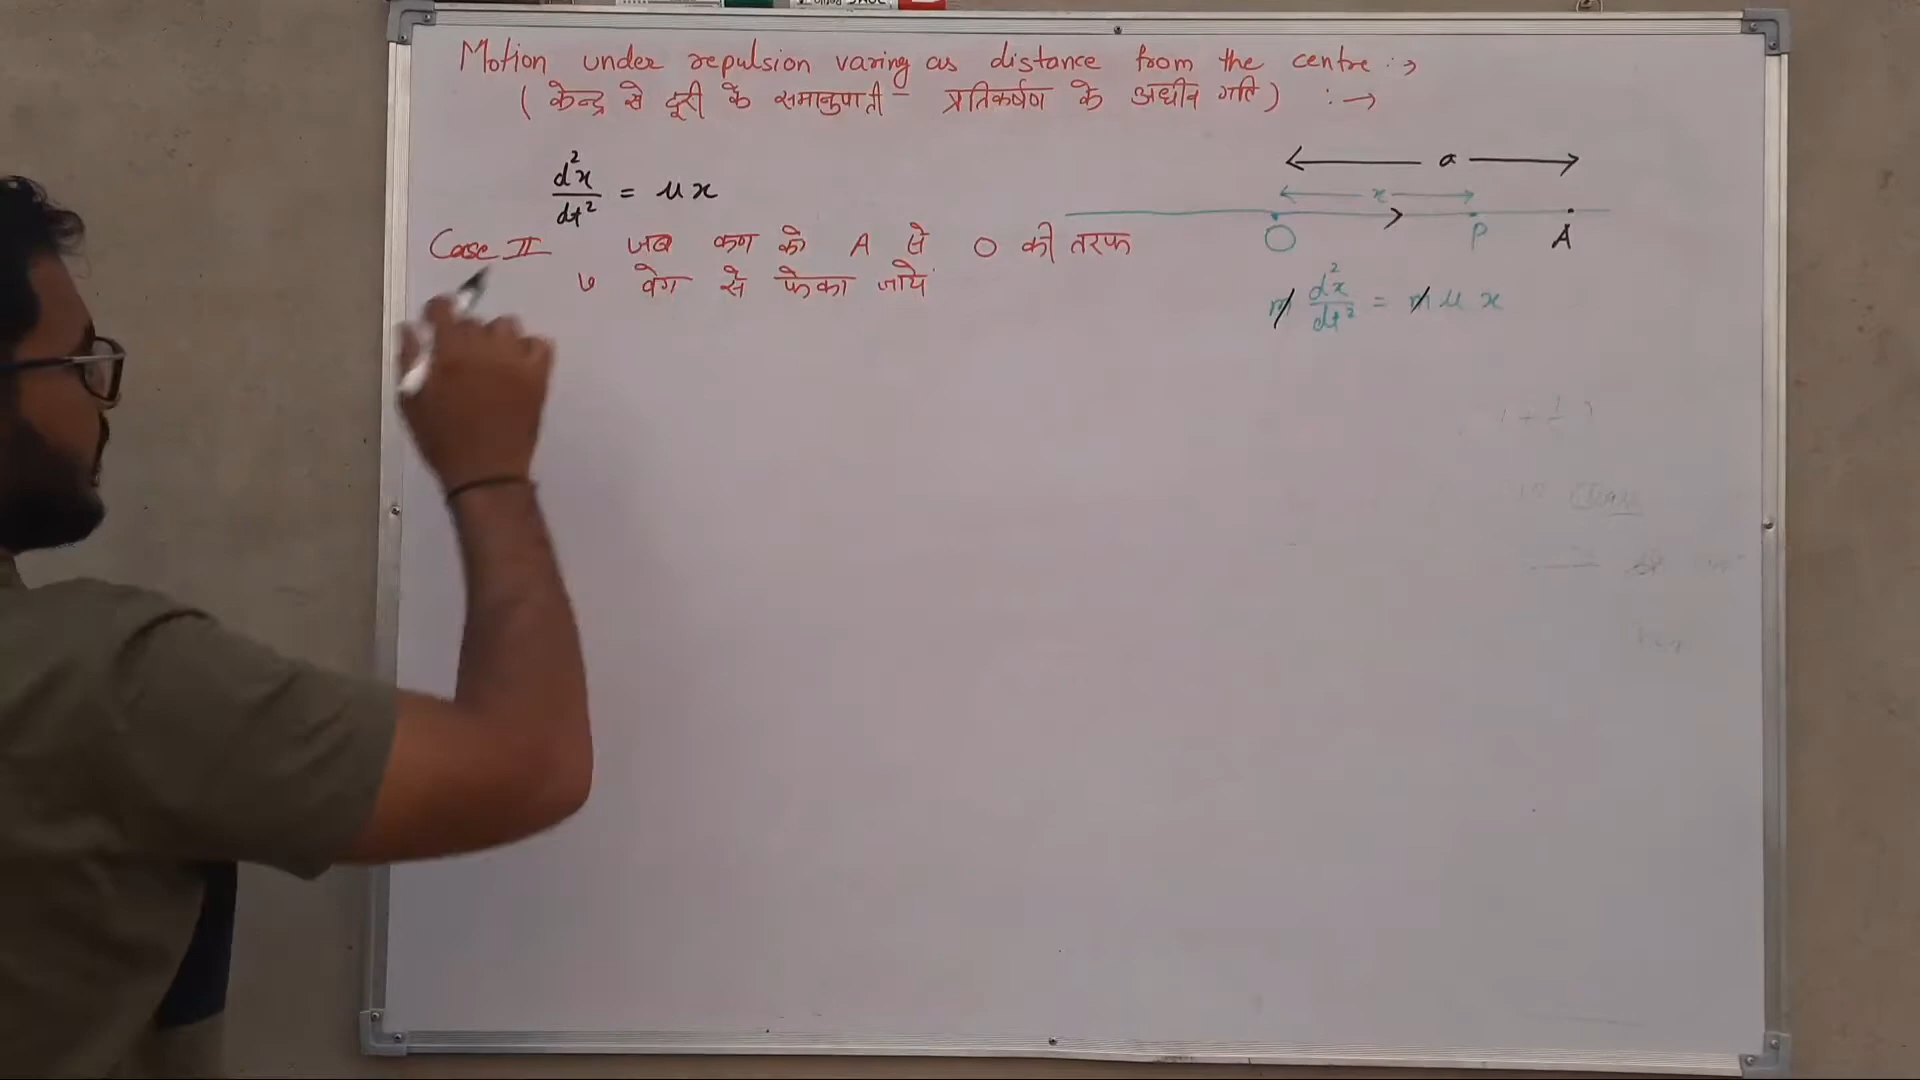 Motion under repulsion varing as distance from the centre :→
( केन्द्र से दूरी के समानुपाती - प्रतिकर्षण के अधीन गति ) :→
d²x/dt² = μx
a
x
O P A
Case II जब कण को A से O की तरफ
v वेग से फेका जाये
m d²x/dt² = m μ x